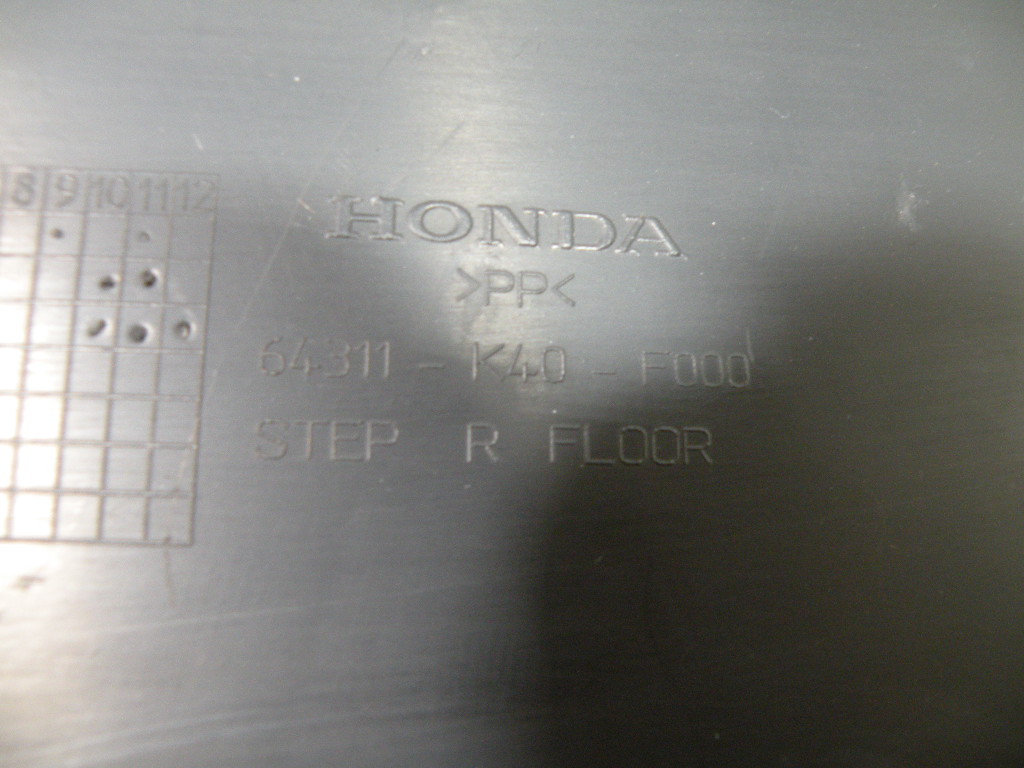 8 9 10 11 12
HONDA
>PP<
64311 - K40 - F000
STEP R FLOOR